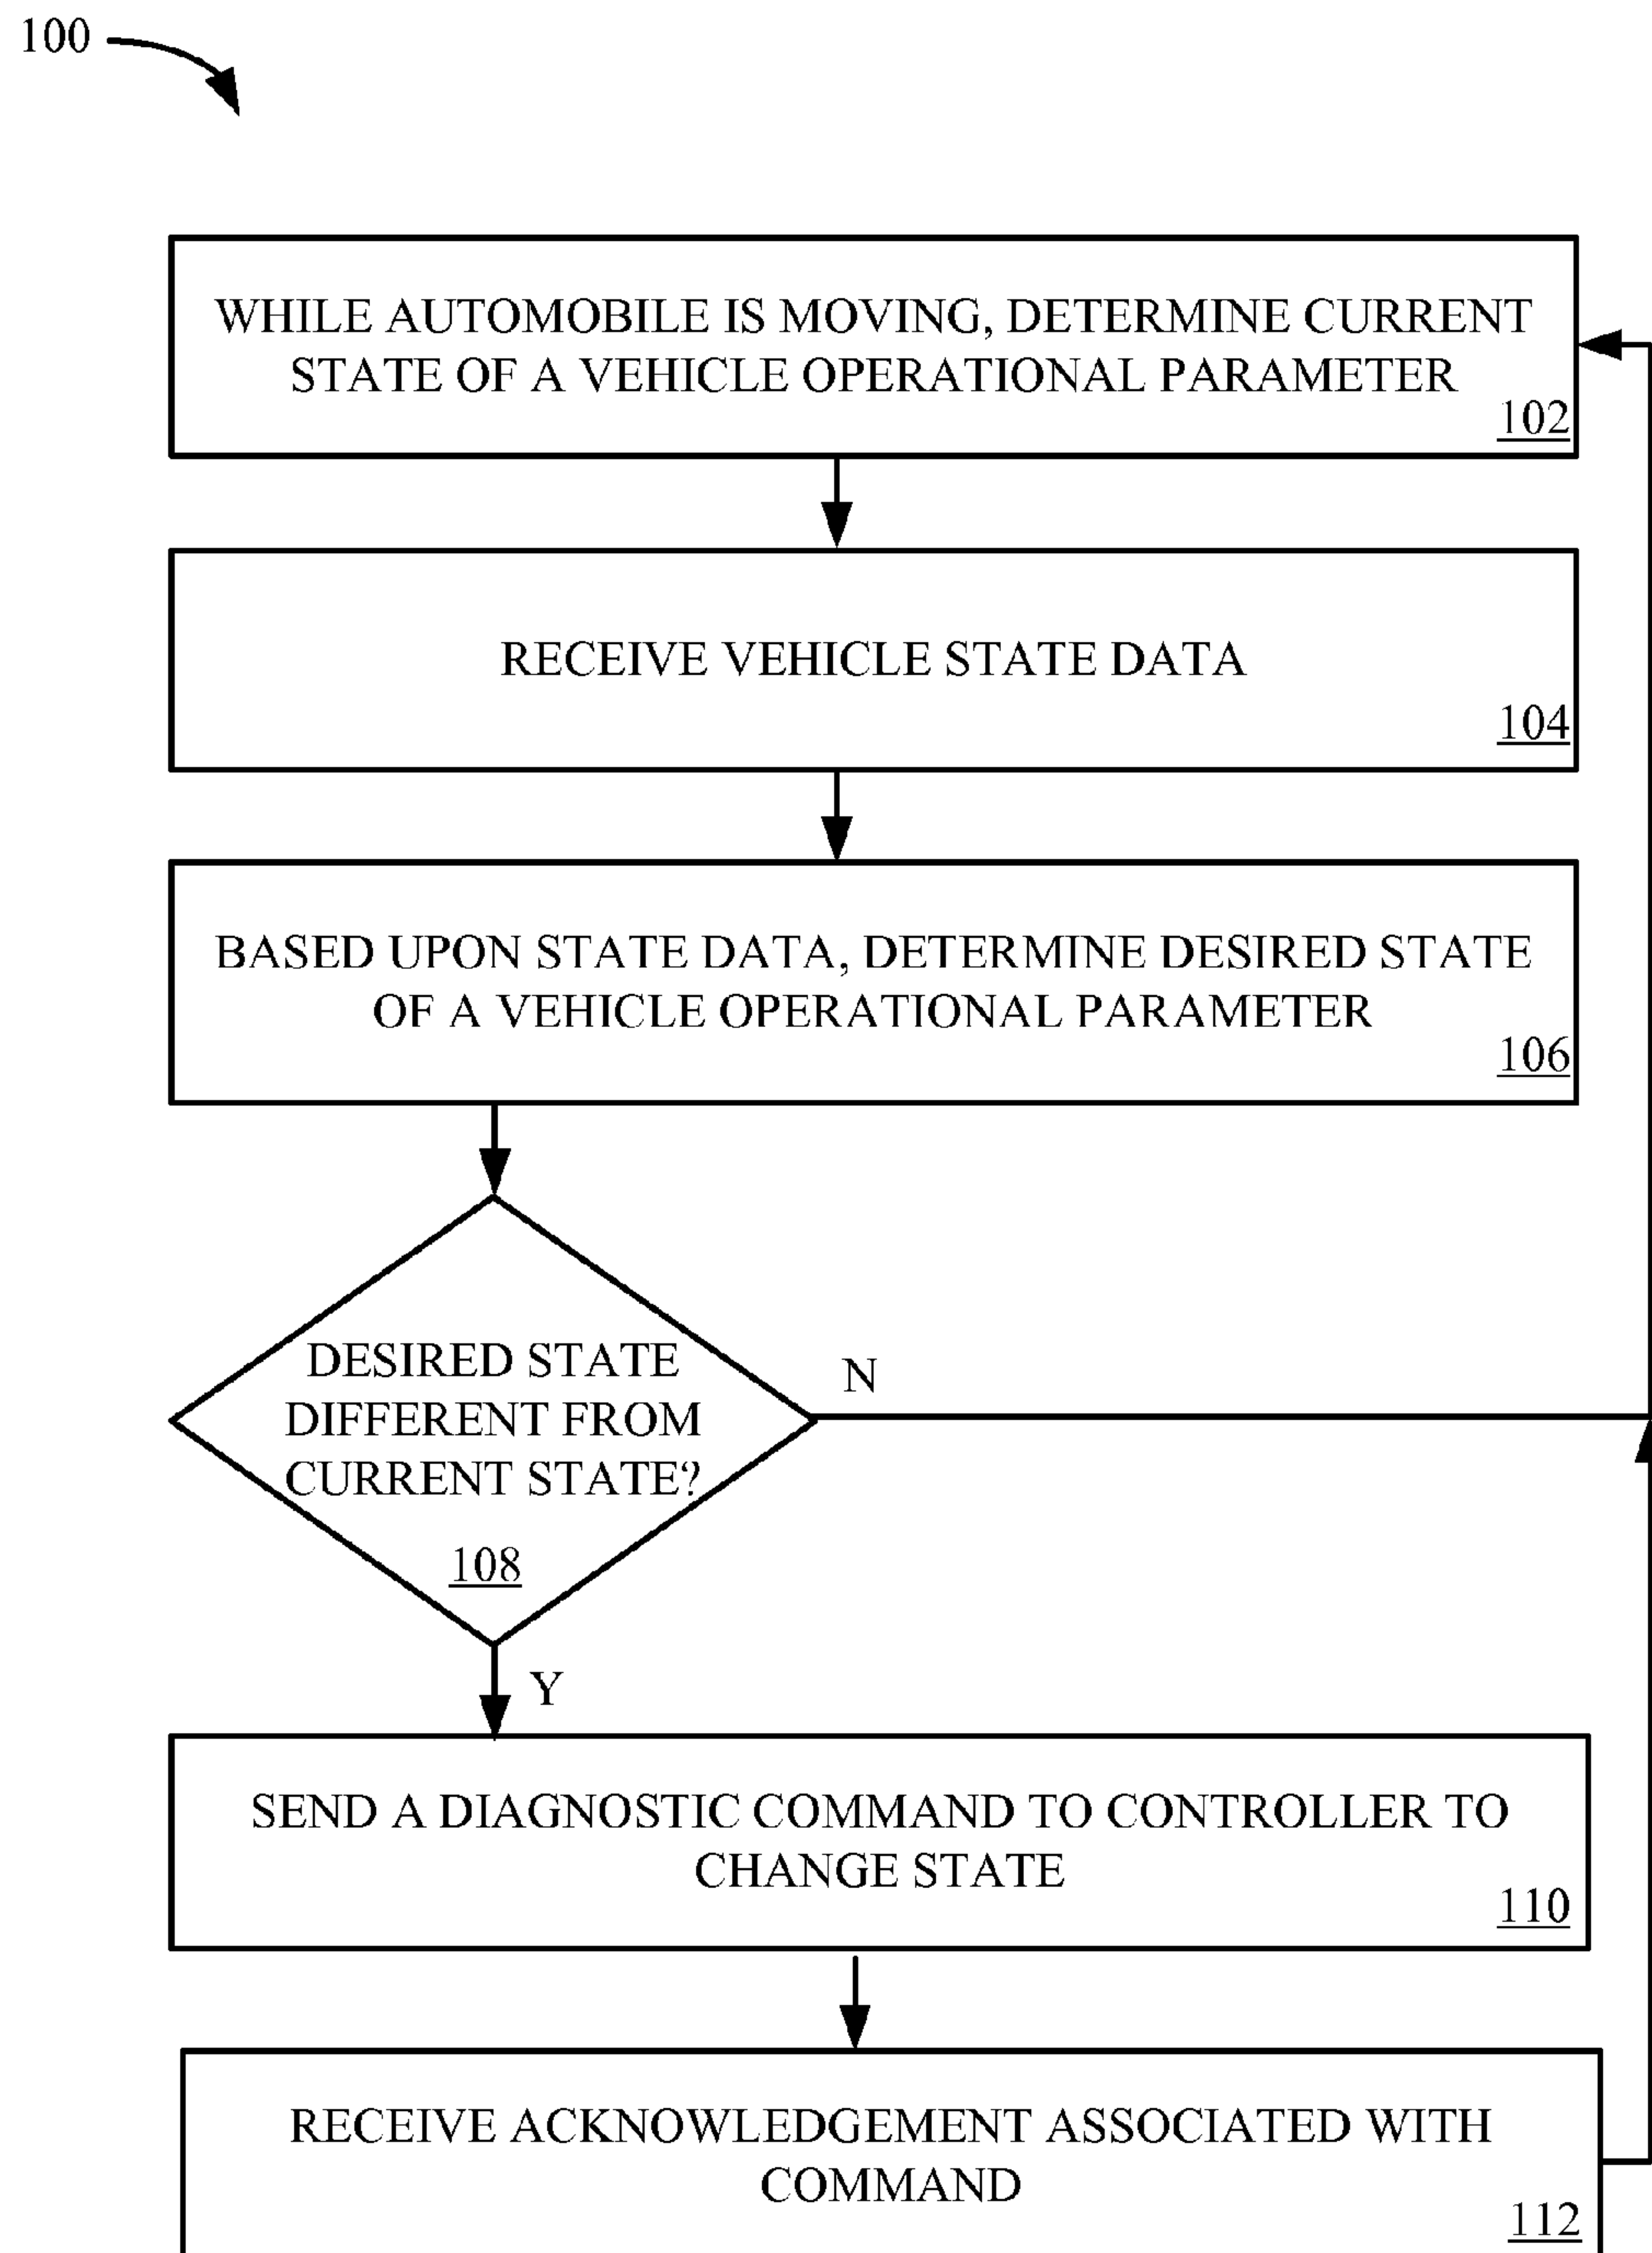 100
WHILE AUTOMOBILE IS MOVING, DETERMINE CURRENT
STATE OF A VEHICLE OPERATIONAL PARAMETER
102
RECEIVE VEHICLE STATE DATA
104
BASED UPON STATE DATA, DETERMINE DESIRED STATE
OF A VEHICLE OPERATIONAL PARAMETER
106
DESIRED STATE
DIFFERENT FROM
CURRENT STATE?
108
N
Y
SEND A DIAGNOSTIC COMMAND TO CONTROLLER TO
CHANGE STATE
110
RECEIVE ACKNOWLEDGEMENT ASSOCIATED WITH
COMMAND
112